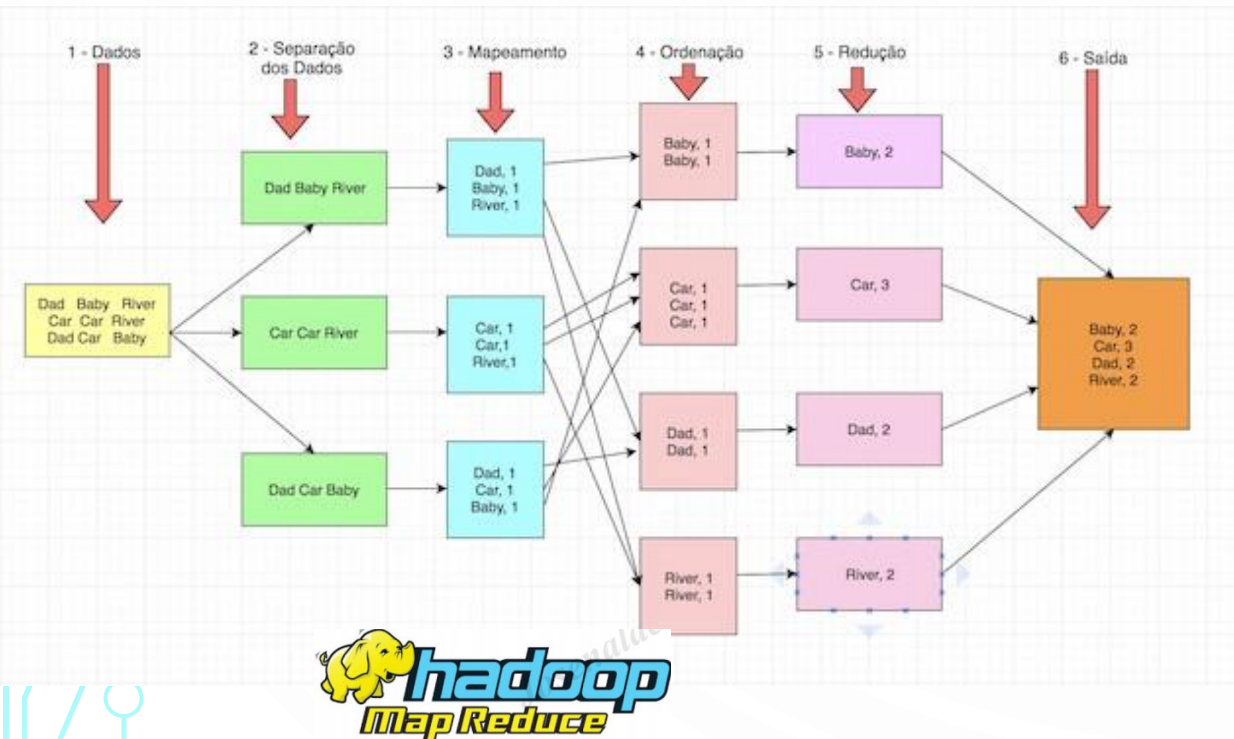 1 - Dados
2 - Separação
dos Dados
3 - Mapeamento
4 - Ordenação
5 - Redução
6 - Saída
Dad Baby River
Car Car River
Dad Car Baby
Dad Baby River
Car Car River
Dad Car Baby
Dad, 1
Baby, 1
River, 1
Car, 1
Car,1
River,1
Dad, 1
Car, 1
Baby, 1
Baby, 1
Baby, 1
Car, 1
Car, 1
Car, 1
Dad, 1
Dad, 1
River, 1
River, 1
Baby, 2
Car, 3
Dad, 2
River, 2
Baby, 2
Car, 3
Dad, 2
River, 2
hadoop
Map Reduce